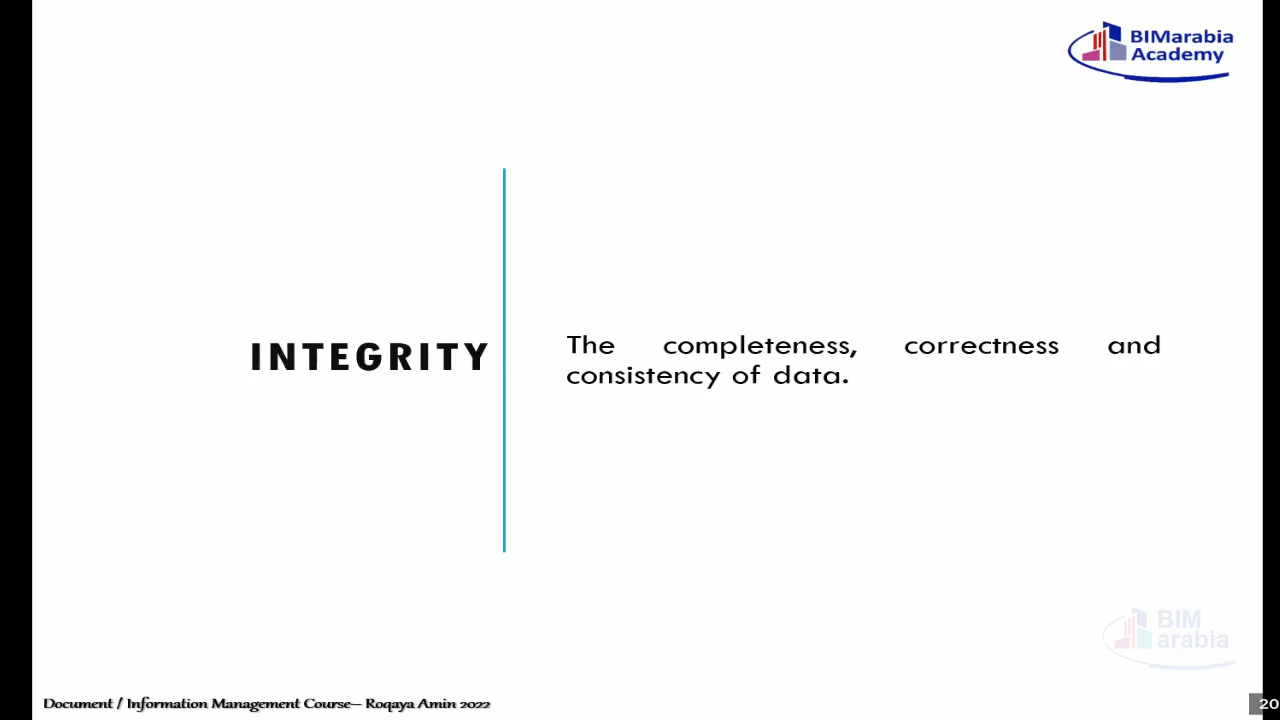 BIMarabia
Academy
INTEGRITY
The completeness, correctness and
consistency of data.
BIM
arabia
Document / Information Management Course– Roqaya Amin 2022
20